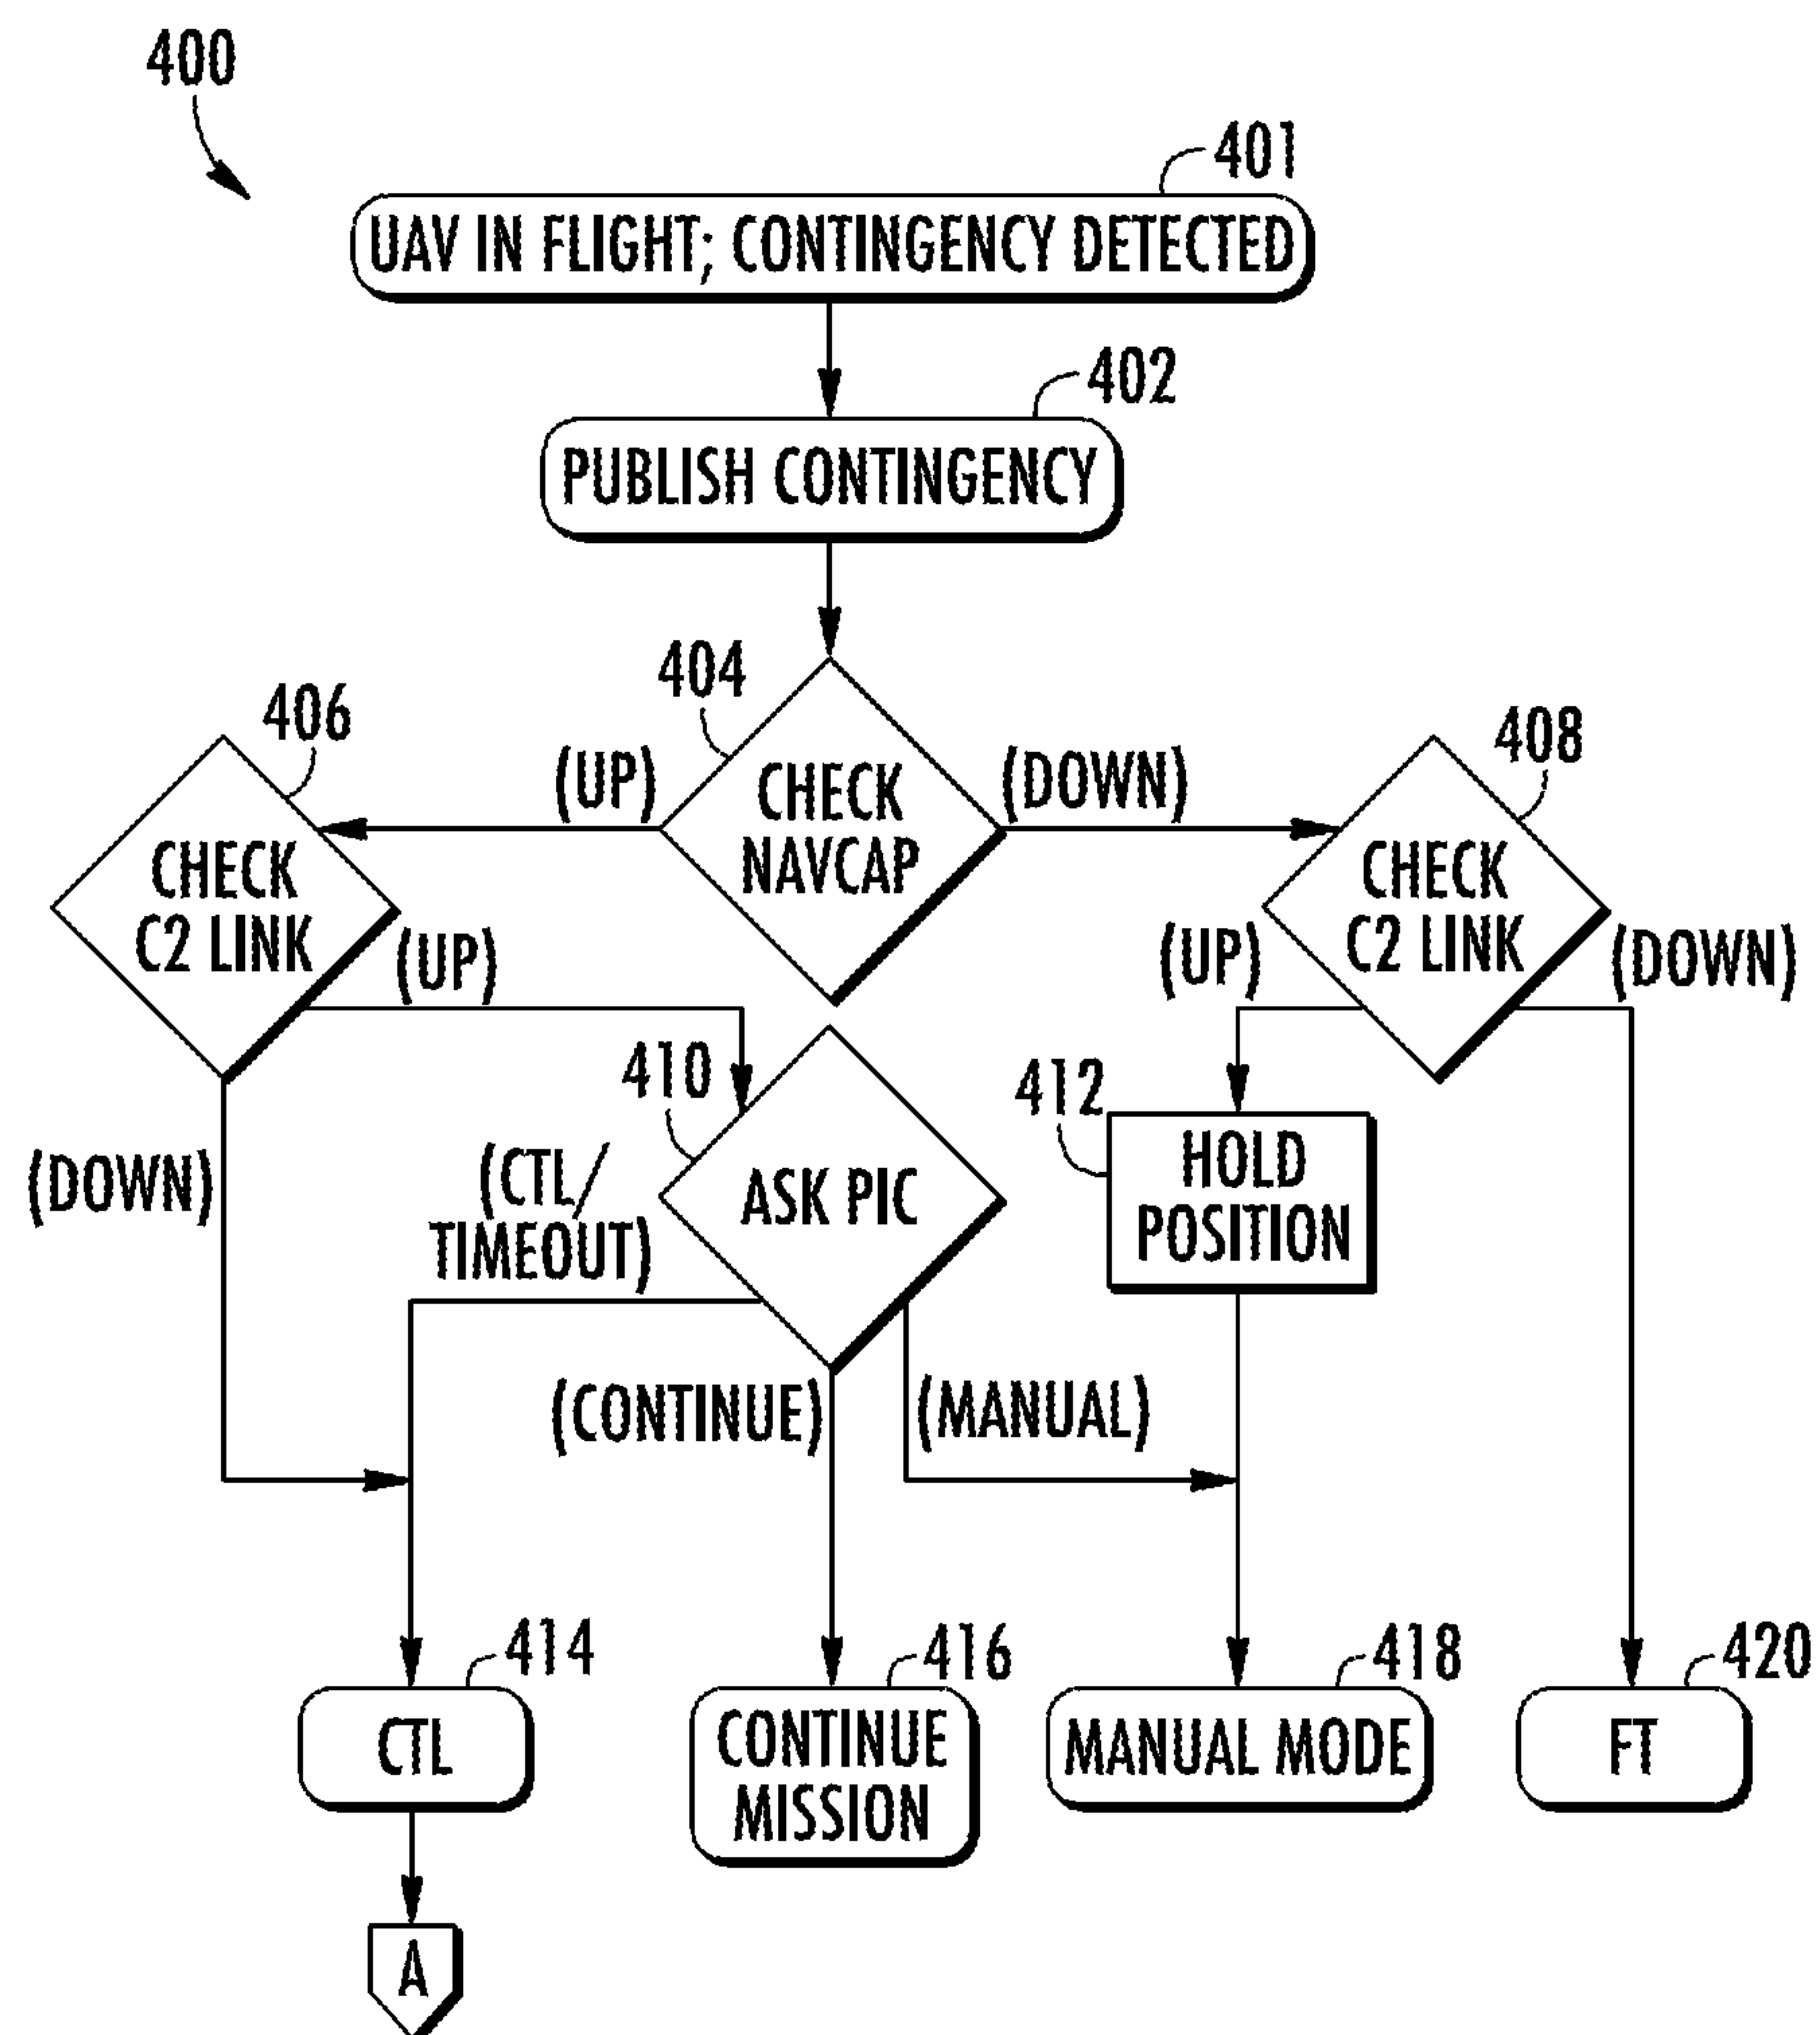 400
401
UAV IN FLIGHT; CONTINGENCY DETECTED
402
PUBLISH CONTINGENCY
404
406
408
(UP)
(DOWN)
CHECK
NAVCAP
CHECK
C2 LINK
CHECK
C2 LINK
(UP)
(UP)
(DOWN)
410
412
(DOWN)
(CTL/
TIMEOUT)
ASK PIC
HOLD
POSITION
(CONTINUE)
(MANUAL)
414
416
418
420
CTL
CONTINUE
MISSION
MANUAL MODE
FT
A